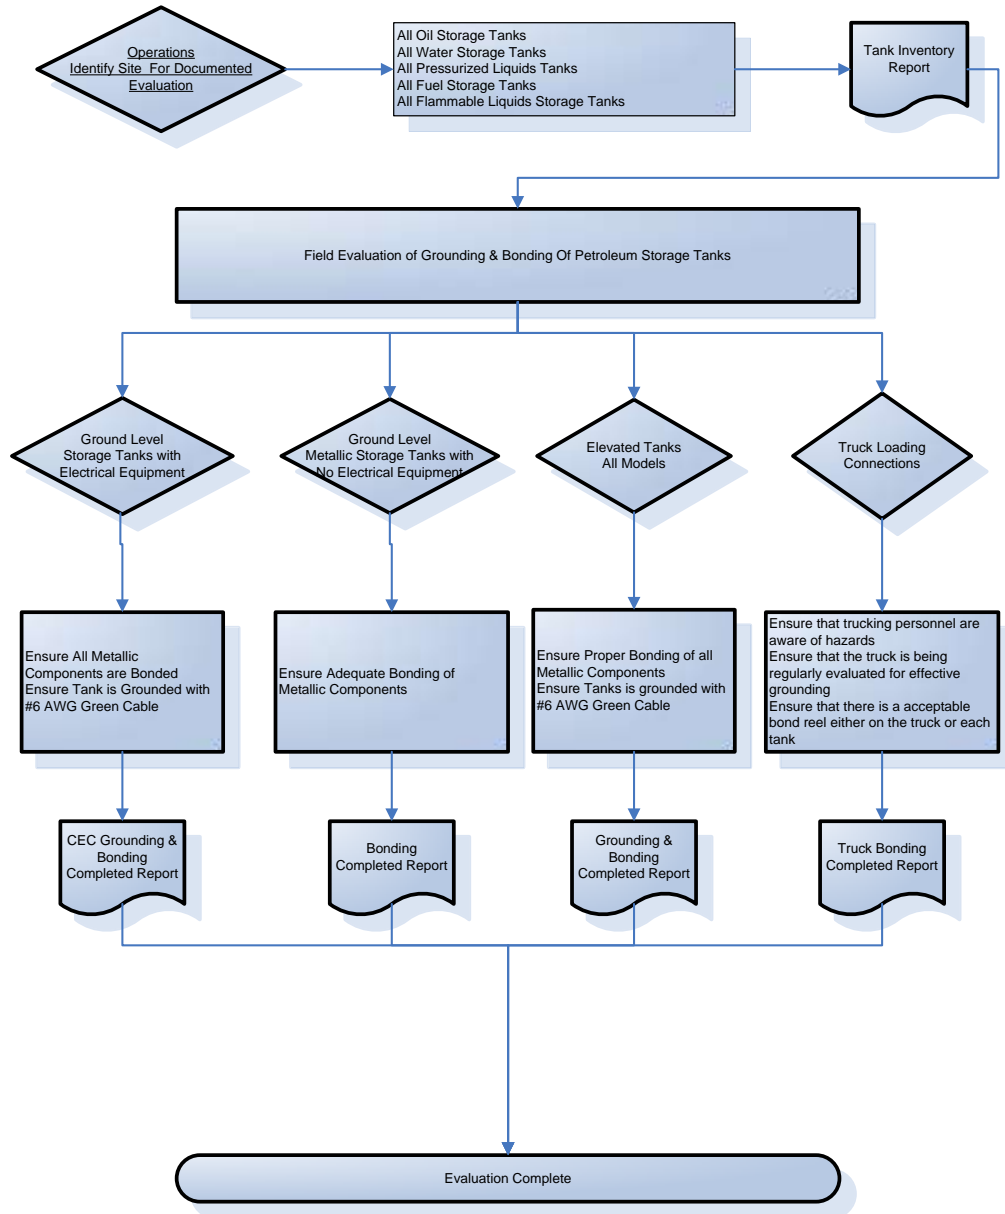 Operations
Identify Site For Documented
Evaluation
All Oil Storage Tanks
All Water Storage Tanks
All Pressurized Liquids Tanks
All Fuel Storage Tanks
All Flammable Liquids Storage Tanks
Tank Inventory
Report
Field Evaluation of Grounding & Bonding Of Petroleum Storage Tanks
Ground Level
Storage Tanks with
Electrical Equipment
Ground Level
Metallic Storage Tanks with
No Electrical Equipment
Elevated Tanks
All Models
Truck Loading
Connections
Ensure All Metallic
Components are Bonded
Ensure Tank is Grounded with
#6 AWG Green Cable
Ensure Adequate Bonding of
Metallic Components
Ensure Proper Bonding of all
Metallic Components
Ensure Tanks is grounded with
#6 AWG Green Cable
Ensure that trucking personnel are
aware of hazards
Ensure that the truck is being
regularly evaluated for effective
grounding
Ensure that there is a acceptable
bond reel either on the truck or each
tank
CEC Grounding &
Bonding
Completed Report
Bonding
Completed Report
Grounding &
Bonding
Completed Report
Truck Bonding
Completed Report
Evaluation Complete